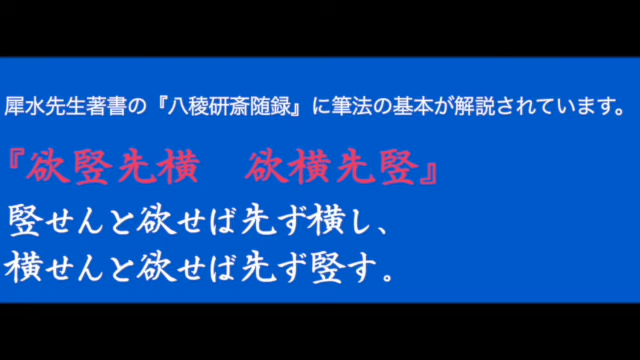 犀水先生著書の『八稜研斎随録』に筆法の基本が解説されています。
『欲竪先横　欲横先竪』
竪せんと欲せば先ず横し、
横せんと欲せば先ず竪す。